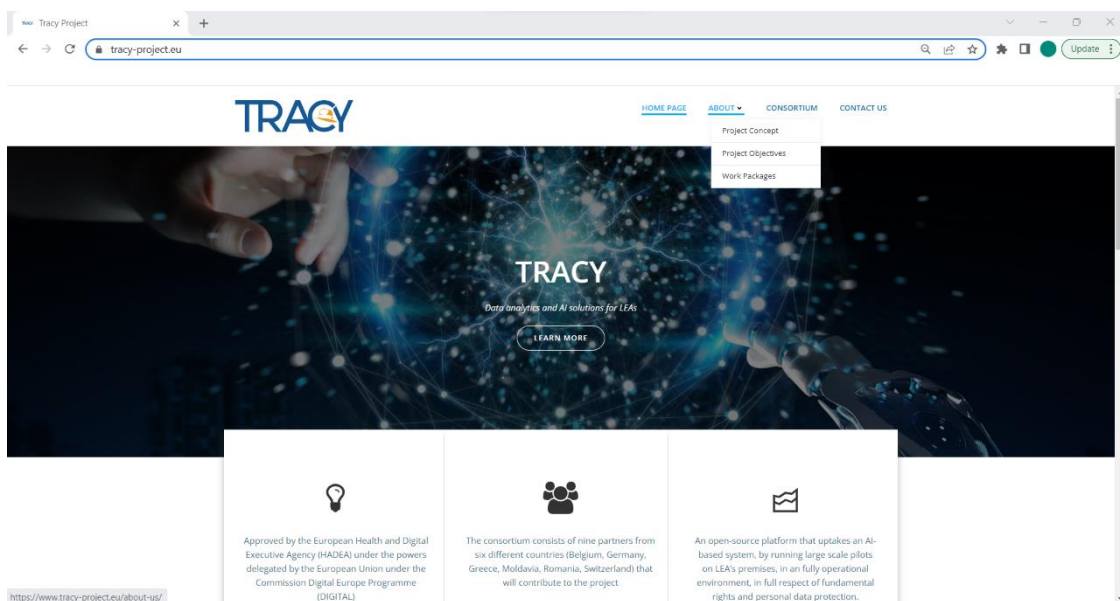 Tracy Project
tracy-project.eu
Update
TRACY
HOME PAGE
ABOUT
CONSORTIUM
CONTACT US
Project Concept
Project Objectives
Work Packages
TRACY
Data analytics and AI solutions for LEAs
LEARN MORE
Approved by the European Health and Digital
Executive Agency (HADEA) under the powers
delegated by the European Union under the
Commission Digital Europe Programme
(DIGITAL)
The consortium consists of nine partners from
six different countries (Belgium, Germany,
Greece, Moldavia, Romania, Switzerland) that
will contribute to the project
An open-source platform that uptakes an AI-
based system, by running large scale pilots
on LEA's premises, in an fully operational
environment, in full respect of fundamental
rights and personal data protection.
https://www.tracy-project.eu/about-us/